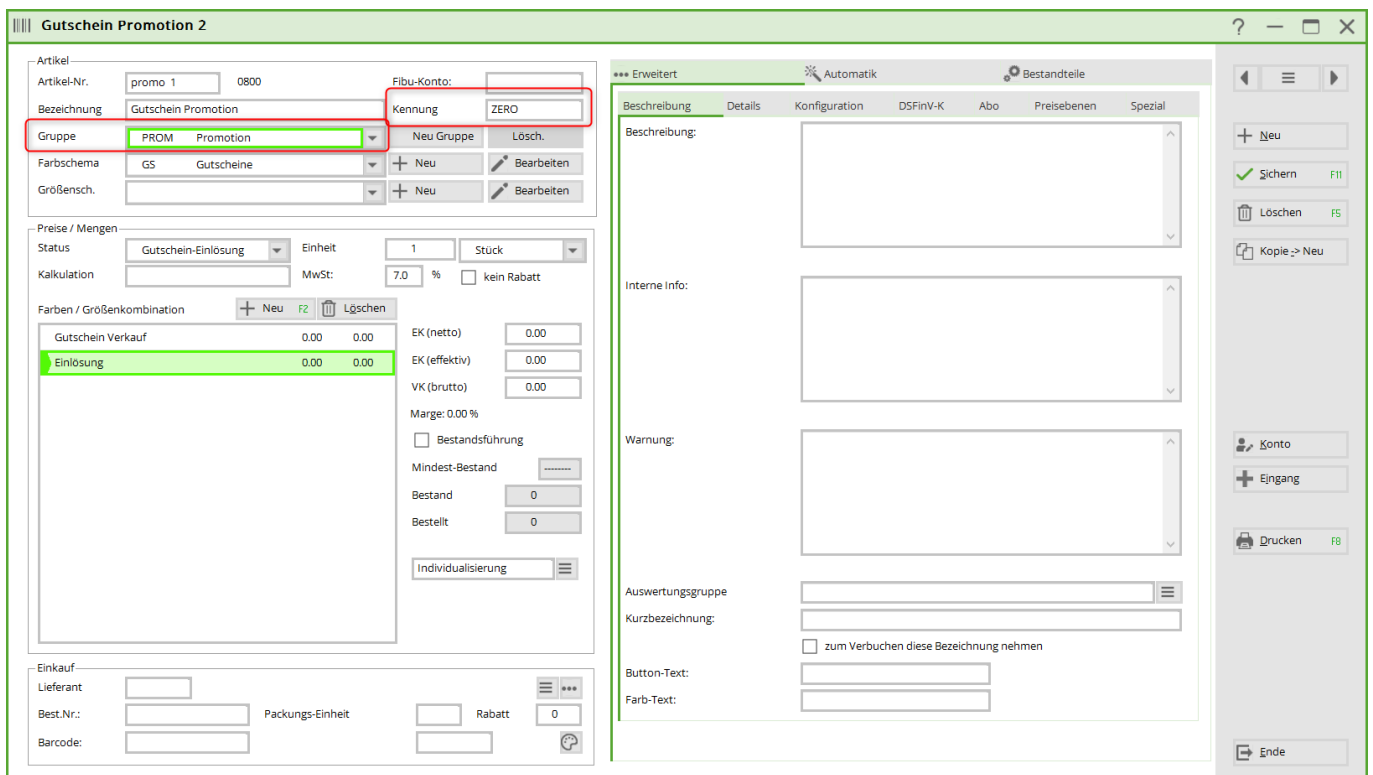 Gutschein Promotion 2
Artikel
Artikel-Nr. promo 1 0800 Fibu-Konto:
Bezeichnung Gutschein Promotion Kennung ZERO
Gruppe PROM Promotion Neu Gruppe Lösch.
Farbschema GS Gutscheine Neu Bearbeiten
Größensch. Neu Bearbeiten
Preise / Mengen
Status Gutschein-Einlösung Einheit 1 Stück
Kalkulation MwSt: 7.0 % kein Rabatt
Farben / Größenkombination Neu F2 Löschen
Gutschein Verkauf 0.00 0.00
Einlösung 0.00 0.00
EK (netto) 0.00
EK (effektiv) 0.00
VK (brutto) 0.00
Marge: 0.00 %
Bestandsführung
Mindest-Bestand --------
Bestand 0
Bestellt 0
Individualisierung
Einkauf
Lieferant
Best.Nr.: Packungs-Einheit Rabatt 0
Barcode:
Erweitert Automatik Bestandteile
Beschreibung Details Konfiguration DSFinV-K Abo Preisebenen Spezial
Beschreibung:
Interne Info:
Warnung:
Auswertungsgruppe
Kurzbezeichnung:
zum Verbuchen diese Bezeichnung nehmen
Button-Text:
Farb-Text:
Neu
Sichern F11
Löschen F5
Kopie -> Neu
Konto
Eingang
Drucken F8
Ende